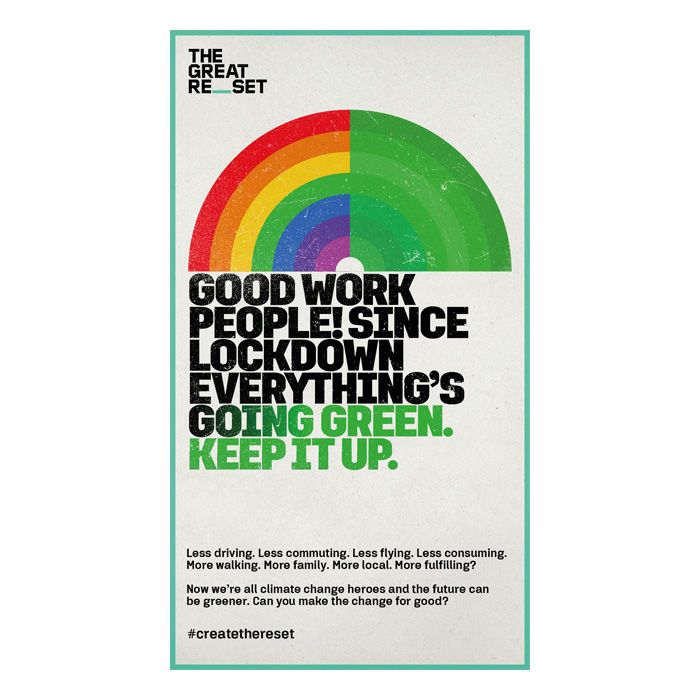 THE
GREAT
RE_SET
GOOD WORK
PEOPLE! SINCE
LOCKDOWN
EVERYTHING'S
GOING GREEN.
KEEP IT UP.
Less driving. Less commuting. Less flying. Less consuming.
More walking. More family. More local. More fulfilling?
Now we're all climate change heroes and the future can
be greener. Can you make the change for good?
#createthereset